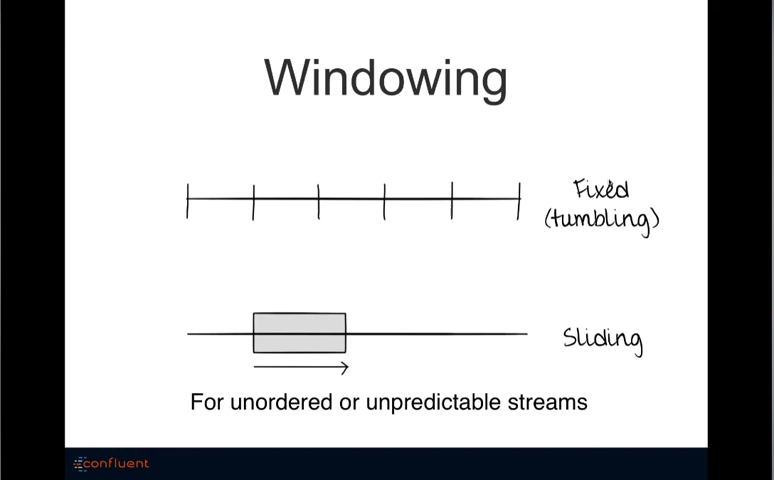 Windowing
Fixed
(tumbling)
Sliding
For unordered or unpredictable streams
confluent